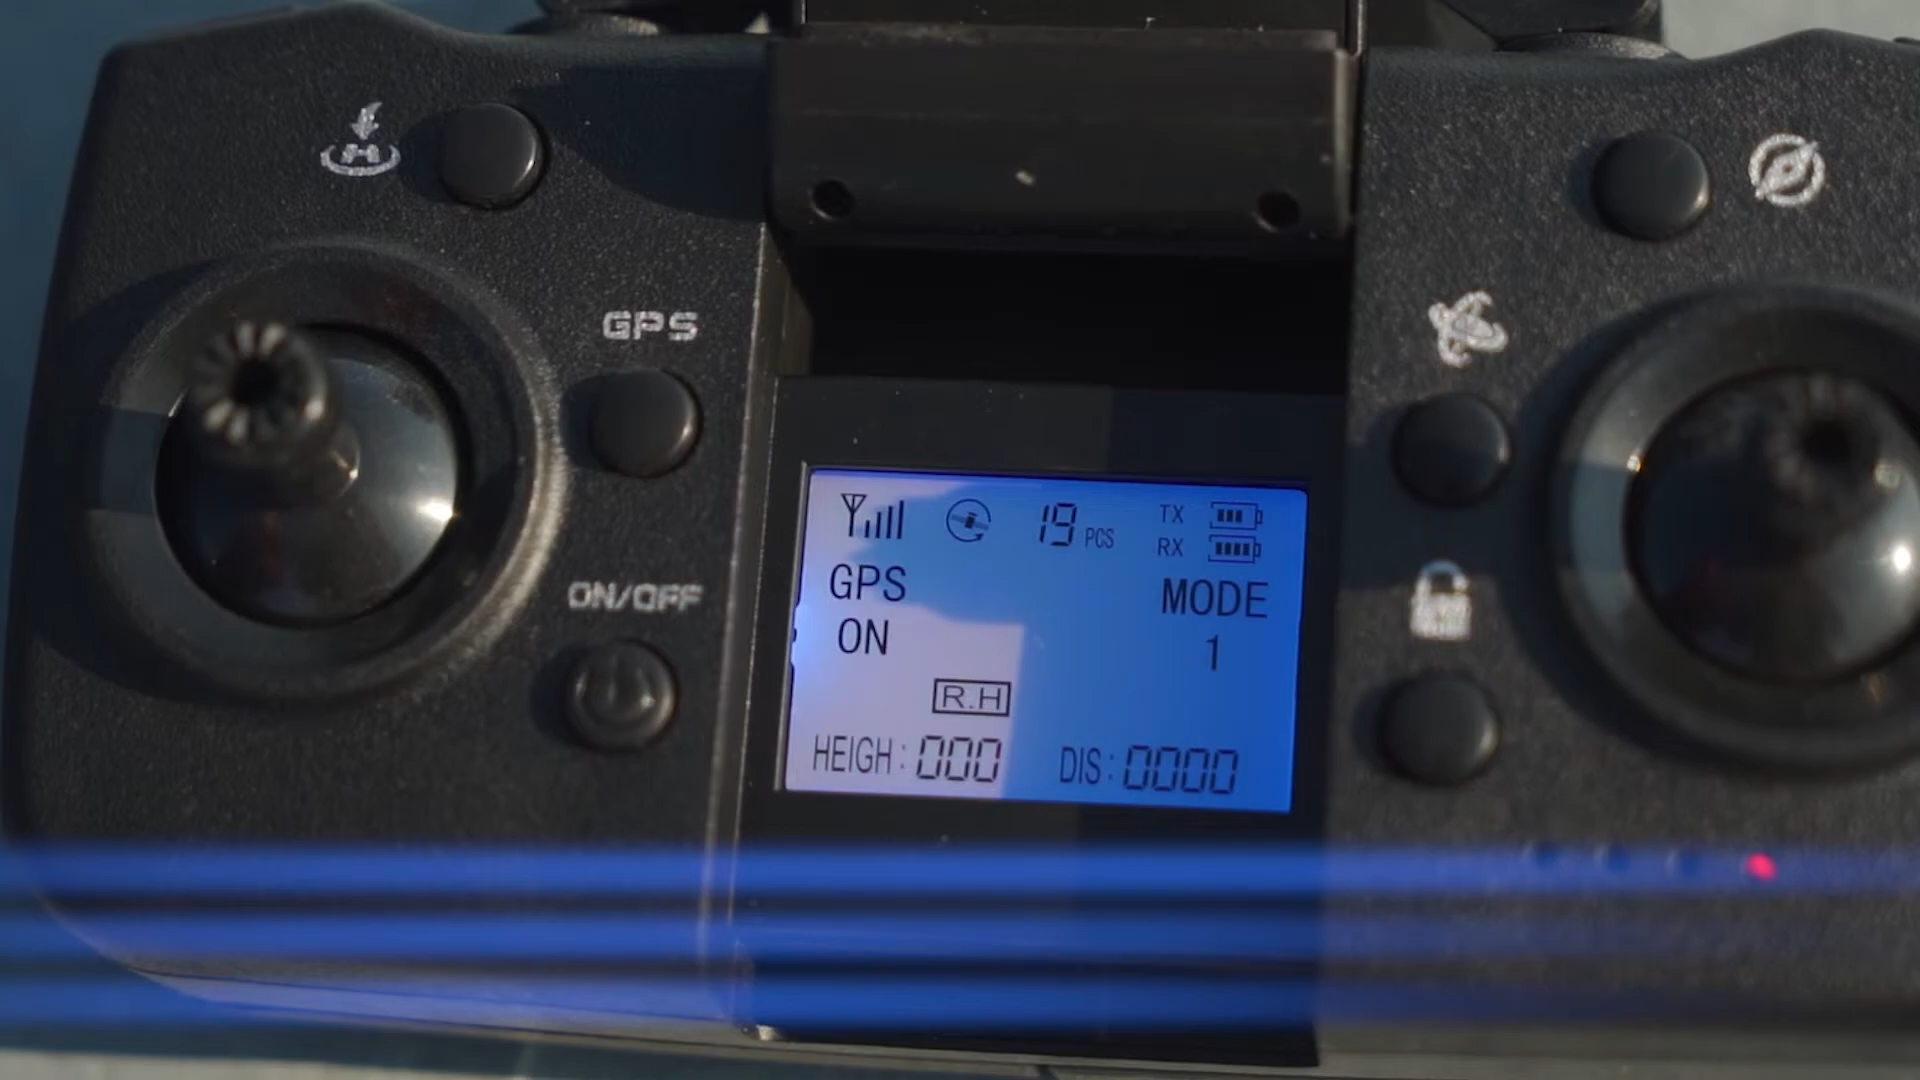 GPS
ON/OFF
19 PCS
TX
RX
GPS
ON
MODE
1
R.H
HEIGH: 000
DIS: 0000